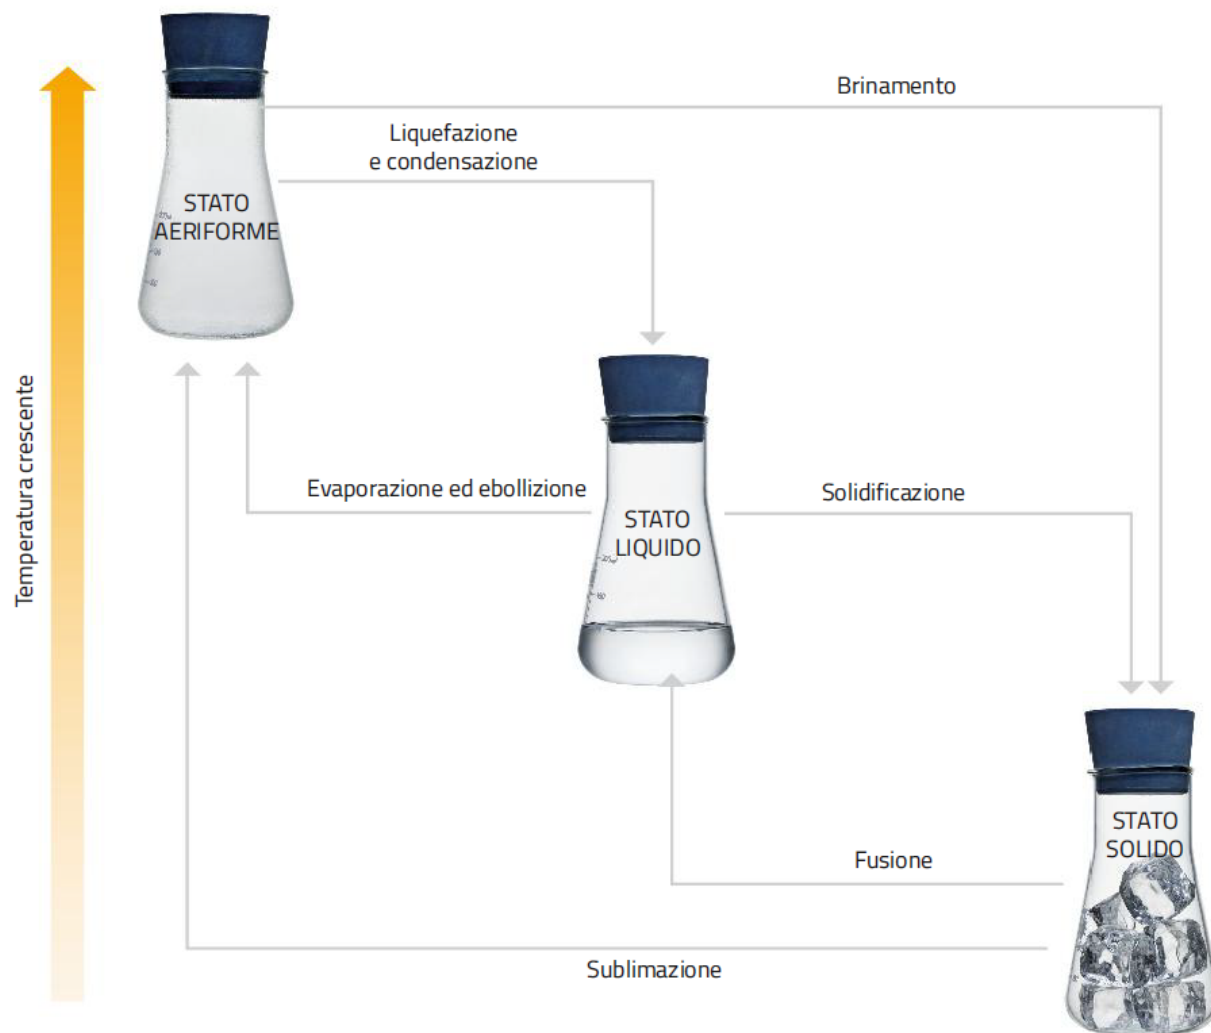 Brinamento
Liquefazione
e condensazione
STATO
AERIFORME
Temperatura crescente
Evaporazione ed ebollizione
Solidificazione
STATO
LIQUIDO
STATO
SOLIDO
Fusione
Sublimazione